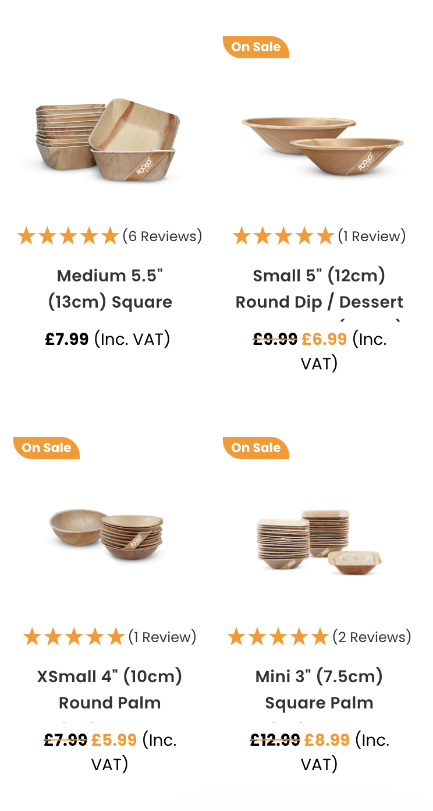 On Sale
(6 Reviews)
(1 Review)
Medium 5.5"
(13cm) Square
Small 5" (12cm)
Round Dip / Dessert
£7.99 (Inc. VAT)
£9.99 £6.99 (Inc.
VAT)
On Sale
On Sale
(1 Review)
(2 Reviews)
XSmall 4" (10cm)
Round Palm
Mini 3" (7.5cm)
Square Palm
£7.99 £5.99 (Inc.
VAT)
£12.99 £8.99 (Inc.
VAT)